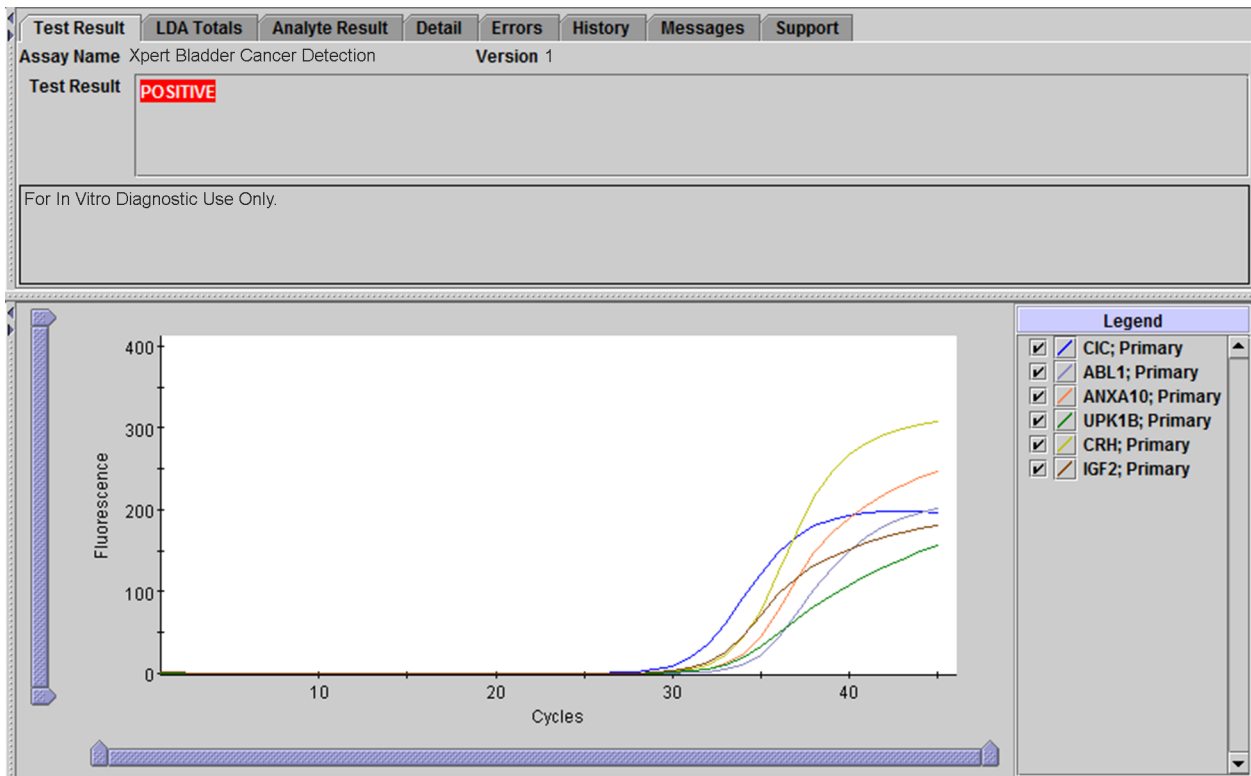 Test Result LDA Totals Analyte Result Detail Errors History Messages Support
Assay Name Xpert Bladder Cancer Detection Version 1
Test Result POSITIVE
For In Vitro Diagnostic Use Only.
400
300
200
100
0
Fluorescence
10 20 30 40
Cycles
Legend
CIC; Primary
ABL1; Primary
ANXA10; Primary
UPK1B; Primary
CRH; Primary
IGF2; Primary